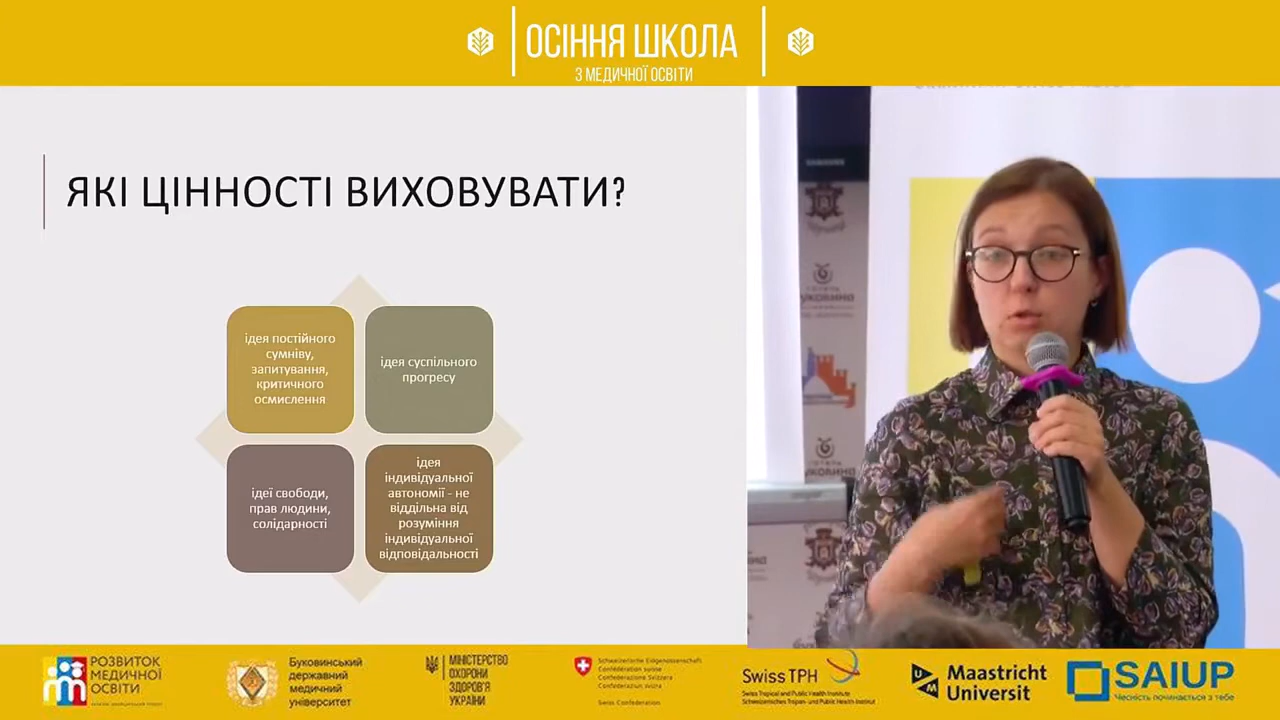 ОСІННЯ ШКОЛА
З МЕДИЧНОЇ ОСВІТИ
ЯКІ ЦІННОСТІ ВИХОВУВАТИ?
ідея постійного
сумніву,
запитування,
критичного
осмислення
ідея суспільного
прогресу
ідеї свободи,
прав людини,
солідарності
ідея
індивідуальної
автономії - не
віддільна від
розуміння
індивідуальної
відповідальності
SAMSUNG
РОЗВИТОК
МЕДИЧНОЇ
ОСВІТИ
Буковинський
державний
медичний
університет
МІНІСТЕРСТВО
ОХОРОНИ
ЗДОРОВ'Я
УКРАЇНИ
Schweizerische Eidgenossenschaft
Confédération suisse
Confederazione Svizzera
Confederaziun svizra
Swiss Confederation
Swiss TPH
Swiss Tropical and Public Health Institute
Schweizerisches Tropen- und Public Health-Institut
UM
Maastricht
Universit
SAIUP
Чесність починається з тебе